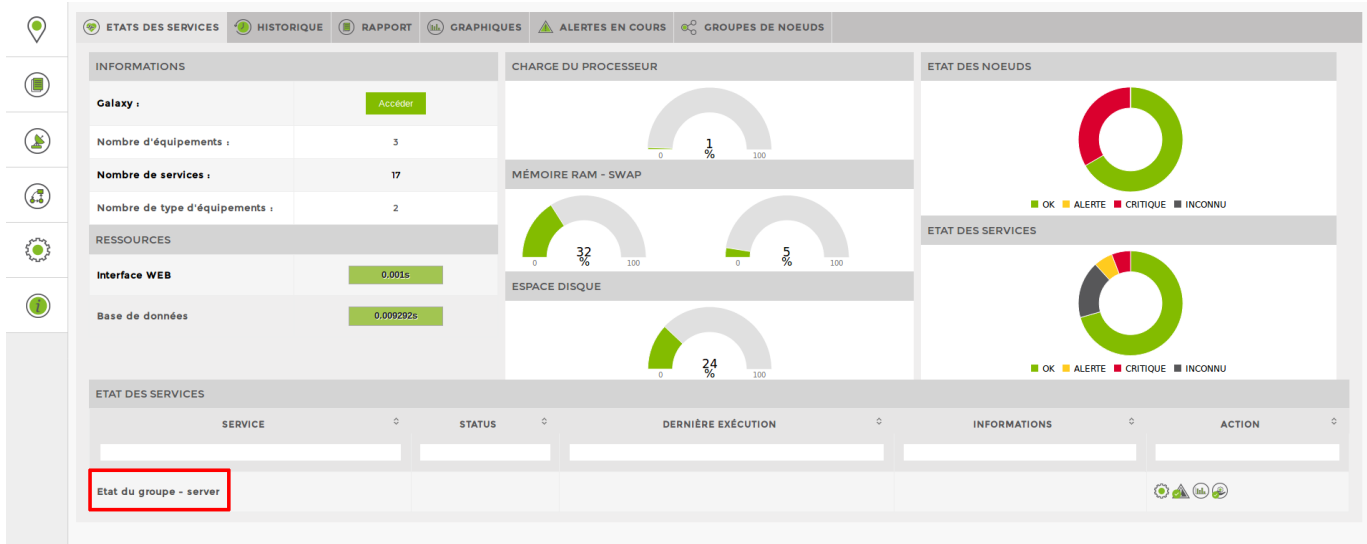 ETATS DES SERVICES HISTORIQUE RAPPORT GRAPHIQUES ALERTES EN COURS GROUPES DE NOEUDS
INFORMATIONS
Galaxy : Accéder
Nombre d'équipements : 3
Nombre de services : 17
Nombre de type d'équipements : 2
RESSOURCES
Interface WEB 0.001s
Base de données 0.009292s
CHARGE DU PROCESSEUR
1
%
0 100
MÉMOIRE RAM - SWAP
32
%
0 100
5
%
0 100
ESPACE DISQUE
24
%
0 100
ETAT DES NOEUDS
OK ALERTE CRITIQUE INCONNU
ETAT DES SERVICES
OK ALERTE CRITIQUE INCONNU
ETAT DES SERVICES
SERVICE STATUS DERNIÈRE EXÉCUTION INFORMATIONS ACTION
Etat du groupe - server